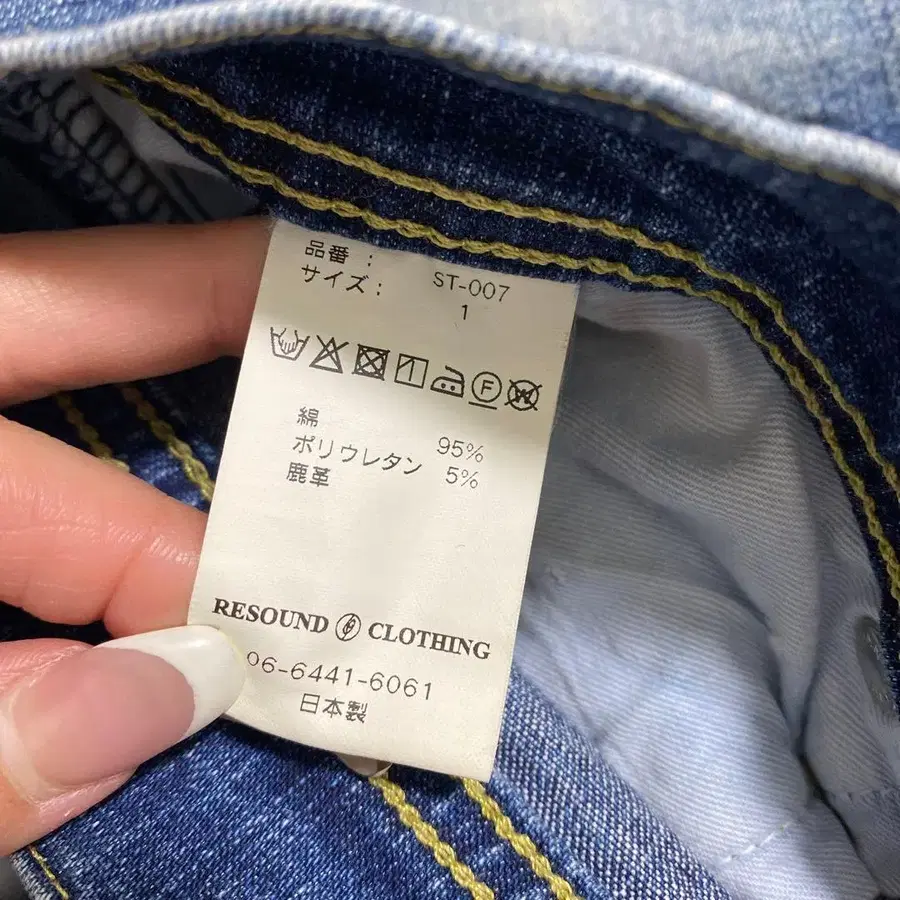 品番： ST-007
サイズ： 1
綿 95%
ポリウレタン 5%
鹿革
RESOUND CLOTHING
06-6441-6061
日本製